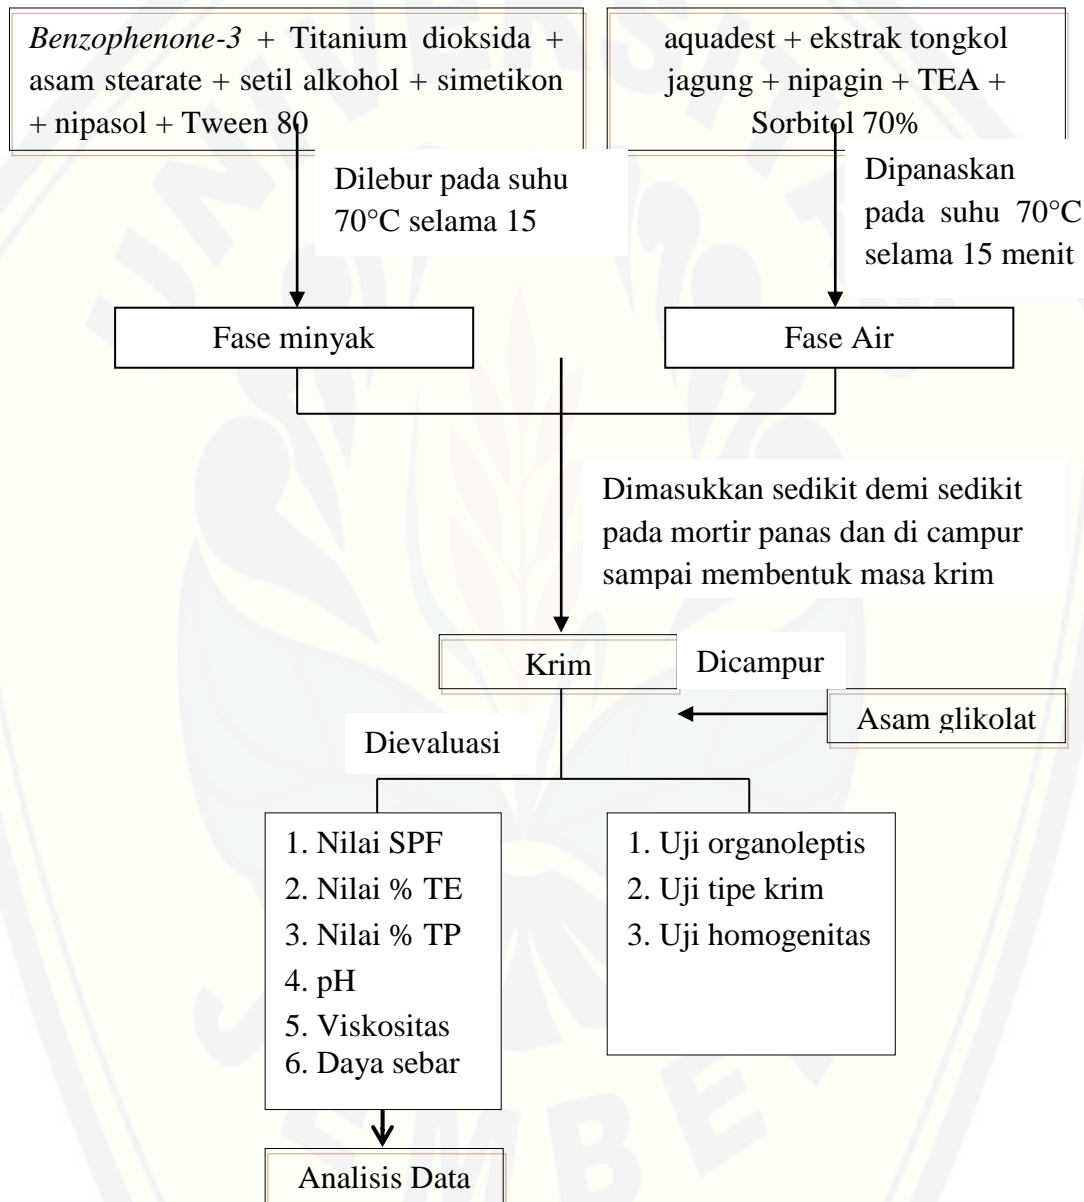 Benzophenone-3 + Titanium dioksida +
asam stearate + setil alkohol + simetikon
+ nipasol + Tween 80
aquadest + ekstrak tongkol
jagung + nipagin + TEA +
Sorbitol 70%
Dilebur pada suhu
70°C selama 15
Dipanaskan
pada suhu 70°C
selama 15 menit
Fase minyak
Fase Air
Dimasukkan sedikit demi sedikit
pada mortir panas dan di campur
sampai membentuk masa krim
Krim
Dicampur
Asam glikolat
Dievaluasi
1. Nilai SPF
2. Nilai % TE
3. Nilai % TP
4. pH
5. Viskositas
6. Daya sebar
1. Uji organoleptis
2. Uji tipe krim
3. Uji homogenitas
Analisis Data
UNIVERSITAS
JEMBER